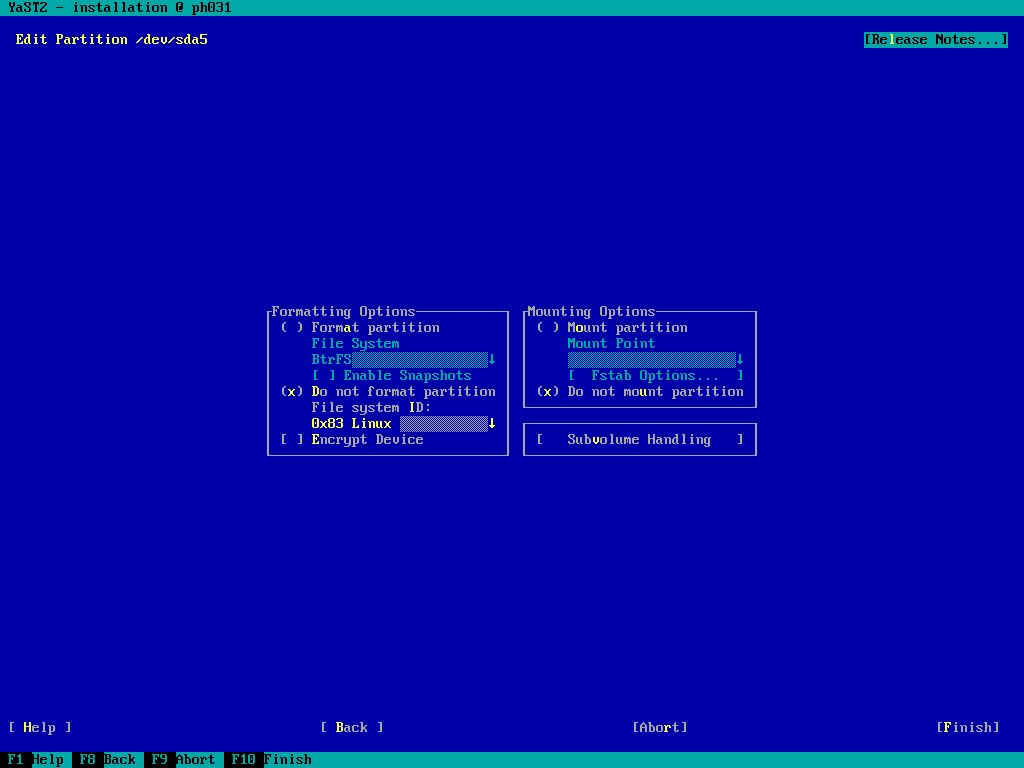 YaST2 - installation @ ph031
Edit Partition /dev/sda5
[Release Notes...]
Formatting Options
( ) Format partition
File System
BtrFS ↓
[ ] Enable Snapshots
(x) Do not format partition
File system ID:
0x83 Linux ↓
[ ] Encrypt Device
Mounting Options
( ) Mount partition
Mount Point
↓
[ Fstab Options... ]
(x) Do not mount partition
[ Subvolume Handling ]
[ Help ] [ Back ] [Abort] [Finish]
F1 Help F8 Back F9 Abort F10 Finish